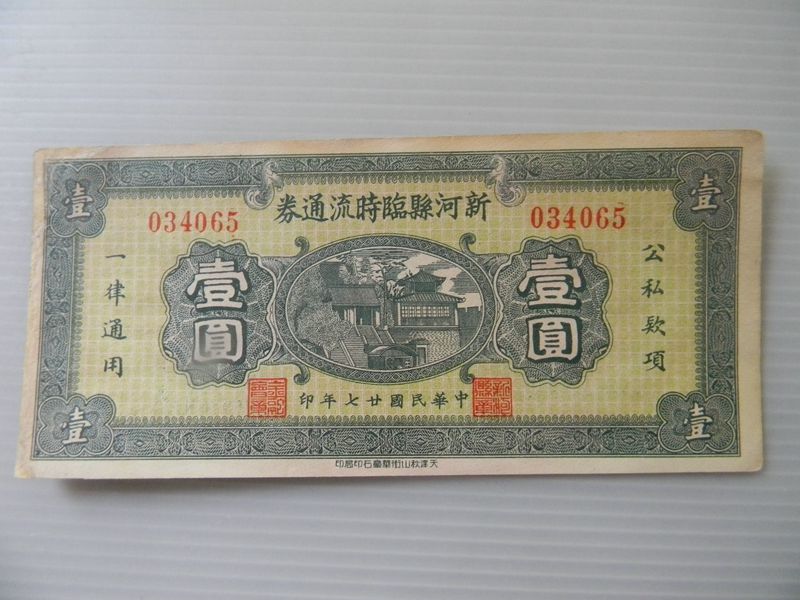 新河縣臨時流通券
034065
034065
壹
壹
壹圓
壹圓
公私款項
一律通用
中華民國廿七年印
壹
壹